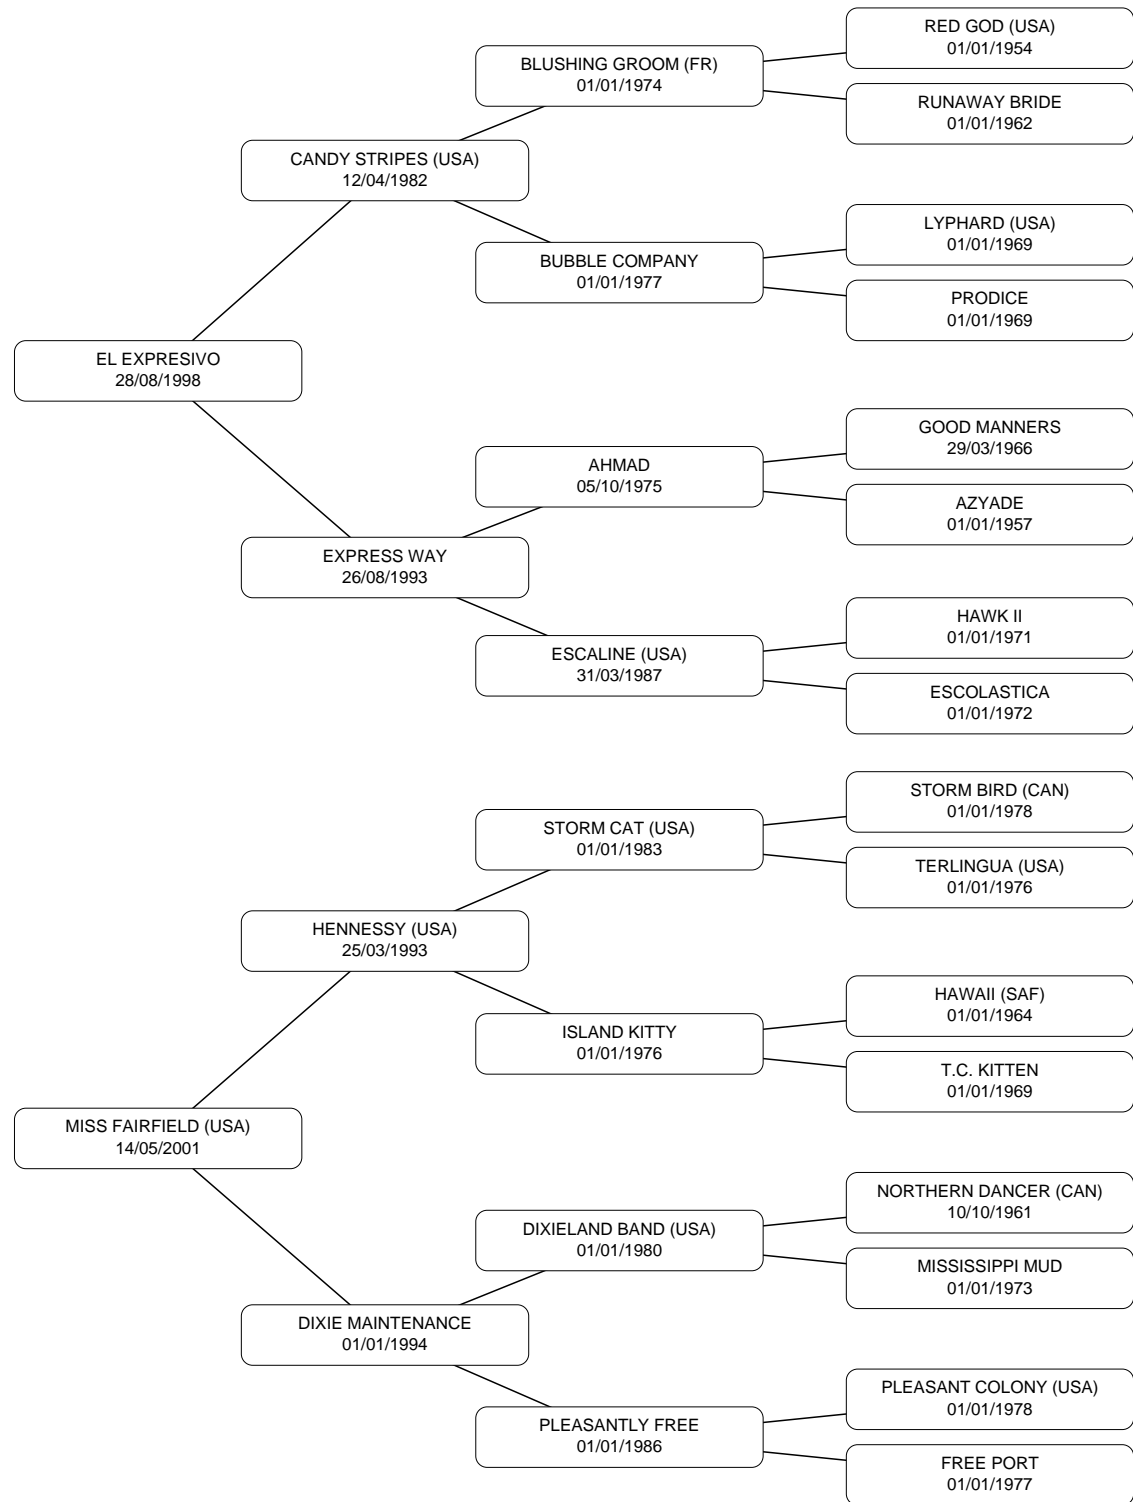 RED GOD (USA)
01/01/1954
BLUSHING GROOM (FR)
01/01/1974
RUNAWAY BRIDE
01/01/1962
CANDY STRIPES (USA)
12/04/1982
LYPHARD (USA)
01/01/1969
BUBBLE COMPANY
01/01/1977
PRODICE
01/01/1969
EL EXPRESIVO
28/08/1998
GOOD MANNERS
29/03/1966
AHMAD
05/10/1975
AZYADE
01/01/1957
EXPRESS WAY
26/08/1993
HAWK II
01/01/1971
ESCALINE (USA)
31/03/1987
ESCOLASTICA
01/01/1972
STORM BIRD (CAN)
01/01/1978
STORM CAT (USA)
01/01/1983
TERLINGUA (USA)
01/01/1976
HENNESSY (USA)
25/03/1993
HAWAII (SAF)
01/01/1964
ISLAND KITTY
01/01/1976
T.C. KITTEN
01/01/1969
MISS FAIRFIELD (USA)
14/05/2001
NORTHERN DANCER (CAN)
10/10/1961
DIXIELAND BAND (USA)
01/01/1980
MISSISSIPPI MUD
01/01/1973
DIXIE MAINTENANCE
01/01/1994
PLEASANT COLONY (USA)
01/01/1978
PLEASANTLY FREE
01/01/1986
FREE PORT
01/01/1977